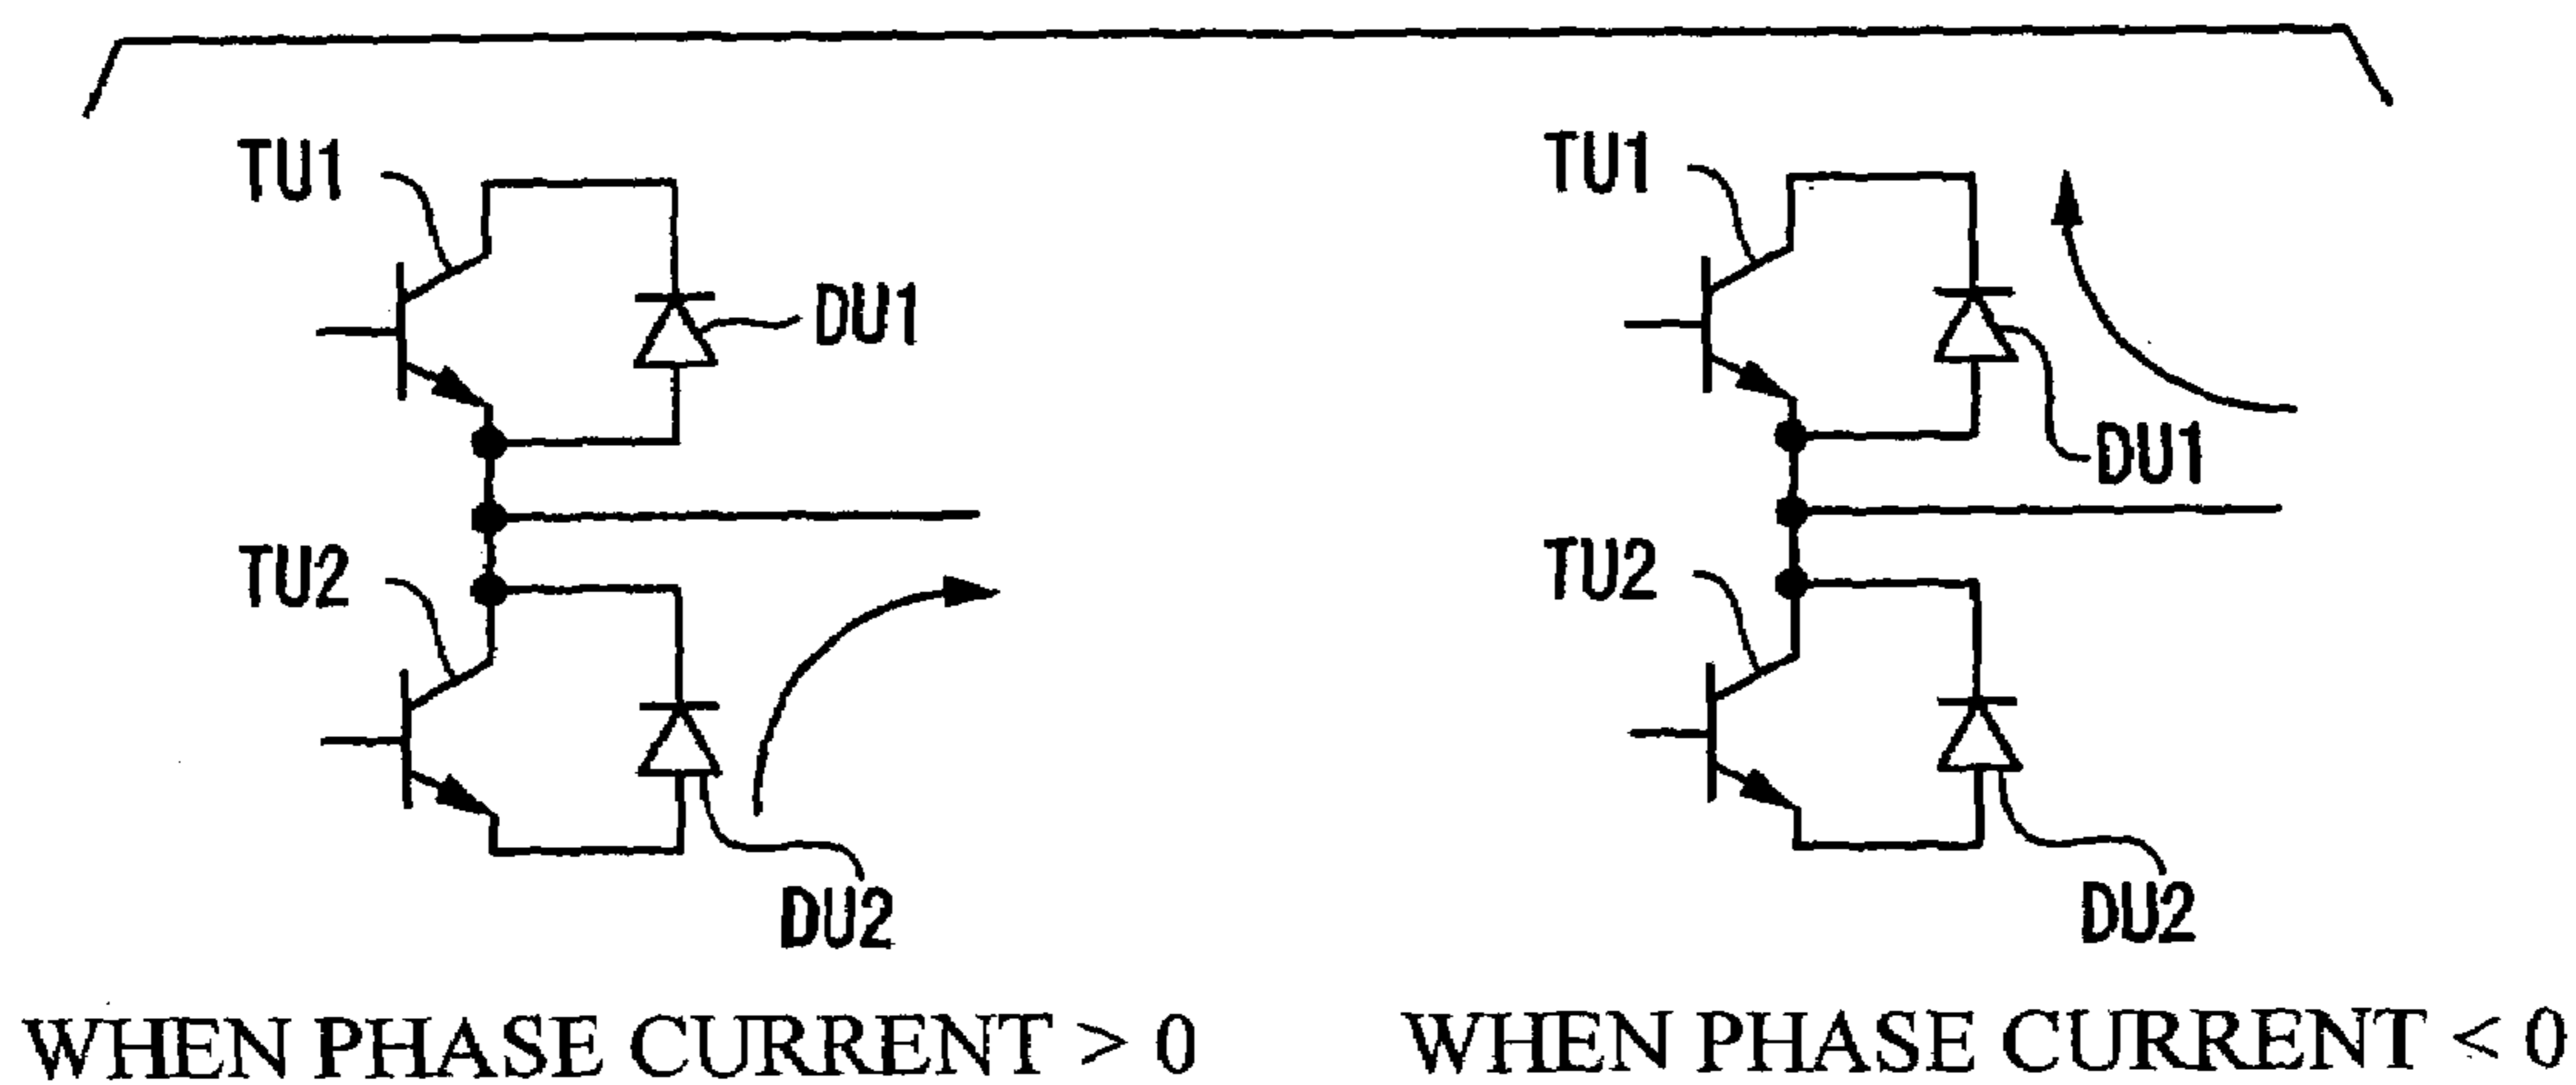 TU1
DU1
TU2
DU2
WHEN PHASE CURRENT > 0
TU1
DU1
TU2
DU2
WHEN PHASE CURRENT < 0